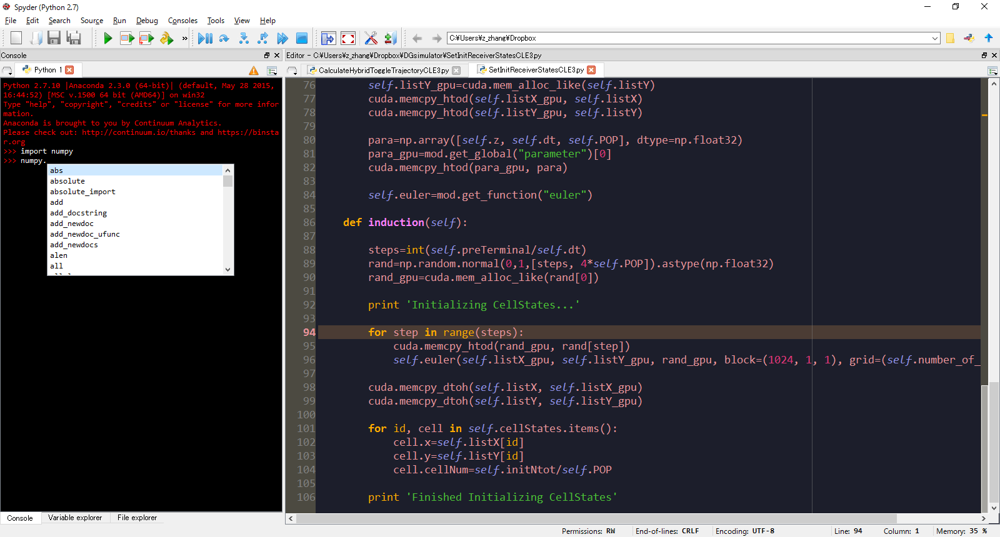 Spyder (Python 2.7)
File Edit Search Source Run Debug Consoles Tools View Help
C:¥Users¥z_zhang¥Dropbox
Console
Python 1
Python 2.7.10 |Anaconda 2.3.0 (64-bit)| (default, May 28 2015,
16:44:52) [MSC v.1500 64 bit (AMD64)] on win32
Type "help", "copyright", "credits" or "license" for more infor
mation.
Anaconda is brought to you by Continuum Analytics.
Please check out: http://continuum.io/thanks and https://binsta
r.org
>>> import numpy
>>> numpy.
abs
absolute
absolute_import
add
add_docstring
add_newdoc
add_newdoc_ufunc
add_newdocs
alen
all
Console Variable explorer File explorer
Editor - C:¥Users¥z_zhang¥Dropbox¥DGsimulator¥SetInitReceiverStatesCLE3.py
CalculateHybridToggleTrajectoryCLE3.py SetInitReceiverStatesCLE3.py
76 self.listY_gpu=cuda.mem_alloc_like(self.listY)
77 cuda.memcpy_htod(self.listX_gpu, self.listX)
78 cuda.memcpy_htod(self.listY_gpu, self.listY)
79
80 para=np.array([self.z, self.dt, self.POP], dtype=np.float32)
81 para_gpu=mod.get_global("parameter")[0]
82 cuda.memcpy_htod(para_gpu, para)
83
84 self.euler=mod.get_function("euler")
85
86 def induction(self):
87
88 steps=int(self.preTerminal/self.dt)
89 rand=np.random.normal(0,1,[steps, 4*self.POP]).astype(np.float32)
90 rand_gpu=cuda.mem_alloc_like(rand[0])
91
92 print 'Initializing CellStates...'
93
94 for step in range(steps):
95 cuda.memcpy_htod(rand_gpu, rand[step])
96 self.euler(self.listX_gpu, self.listY_gpu, rand_gpu, block=(1024, 1, 1), grid=(self.number_of_
97
98 cuda.memcpy_dtoh(self.listX, self.listX_gpu)
99 cuda.memcpy_dtoh(self.listY, self.listY_gpu)
100
101 for id, cell in self.cellStates.items():
102 cell.x=self.listX[id]
103 cell.y=self.listY[id]
104 cell.cellNum=self.initNtot/self.POP
105
106 print 'Finished Initializing CellStates'
Permissions: RW End-of-lines: CRLF Encoding: UTF-8 Line: 94 Column: 1 Memory: 35 %